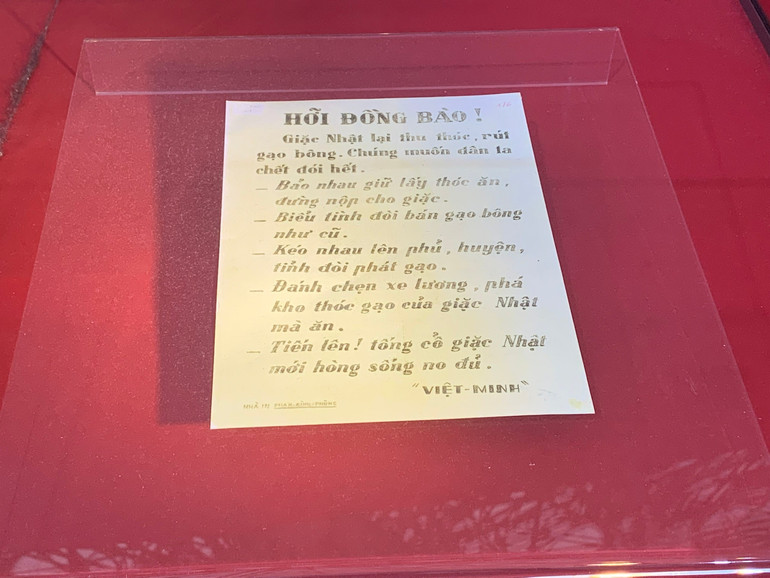 HỠI ĐỒNG BÀO !
Giặc Nhật lại thu thóc, rút
gạo bông. Chúng muốn dân ta
chết đói hết.
— Bảo nhau giữ lấy thóc ăn,
đừng nộp cho giặc.
— Biểu tình đòi bán gạo bông
như cũ.
— Kéo nhau lên phủ, huyện,
tỉnh đòi phát gạo.
— Đánh chẹn xe lương, phá
kho thóc gạo của giặc Nhật
mà ăn.
— Tiến lên! tống cổ giặc Nhật
mới hòng sống no đủ.
"VIỆT-MINH"